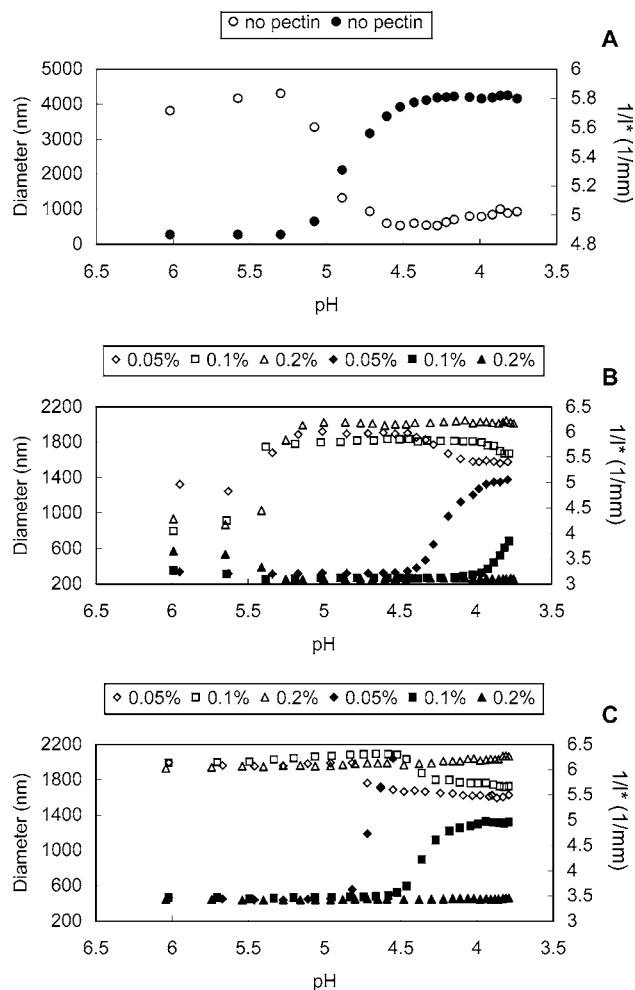 ○ no pectin ● no pectin
A
5000
4000
3000
2000
1000
0
Diameter (nm)
6
5.8
5.6
5.4
5.2
5
4.8
1/l* (1/mm)
6.5 6 5.5 5 4.5 4 3.5
pH
◇ 0.05% □ 0.1% △ 0.2% ◆ 0.05% ■ 0.1% ▲ 0.2%
B
2200
1800
1400
1000
600
200
Diameter (nm)
6.5
6
5.5
5
4.5
4
3.5
3
1/l* (1/mm)
6.5 6 5.5 5 4.5 4 3.5
pH
◇ 0.05% □ 0.1% △ 0.2% ◆ 0.05% ■ 0.1% ▲ 0.2%
C
2200
1800
1400
1000
600
200
Diameter (nm)
6.5
6
5.5
5
4.5
4
3.5
3
1/l* (1/mm)
6.5 6 5.5 5 4.5 4 3.5
pH